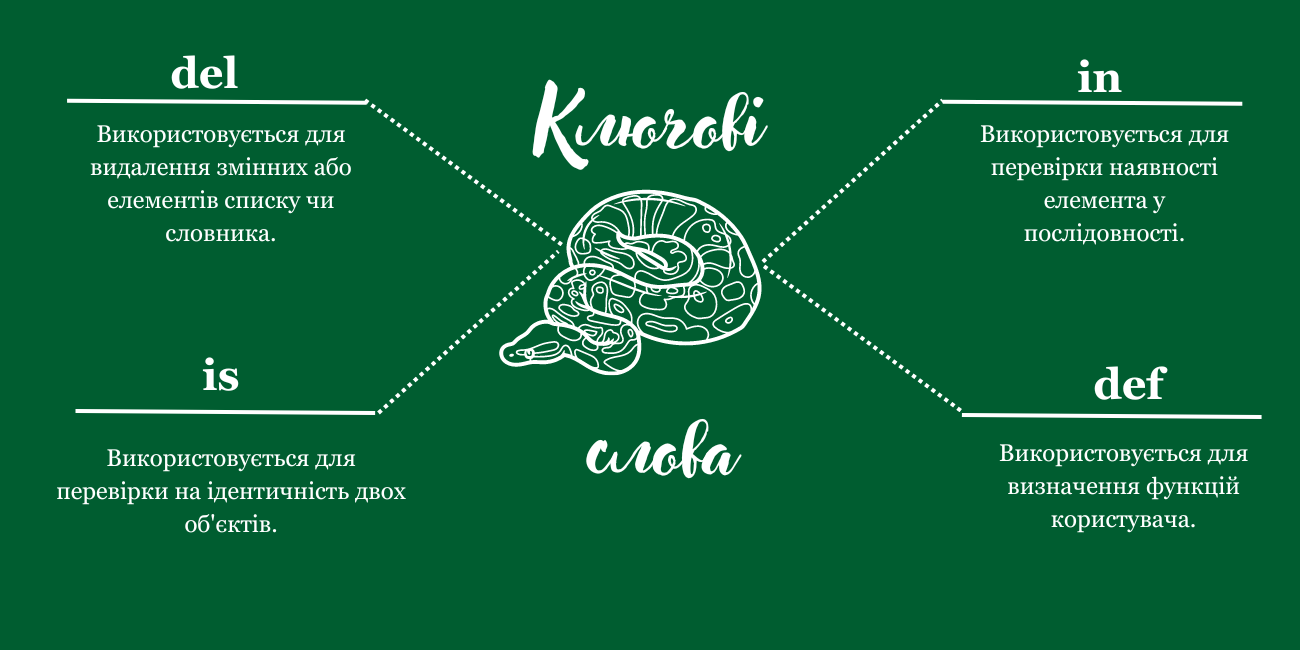 Ключові
слова
del
Використовується для
видалення змінних або
елементів списку чи
словника.
in
Використовується для
перевірки наявності
елемента у
послідовності.
is
Використовується для
перевірки на ідентичність двох
об'єктів.
def
Використовується для
визначення функцій
користувача.